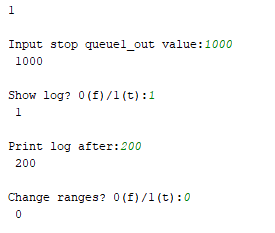 1
Input stop queue1_out value:1000
1000
Show log? 0(f)/1(t):1
1
Print log after:200
200
Change ranges? 0(f)/1(t):0
0